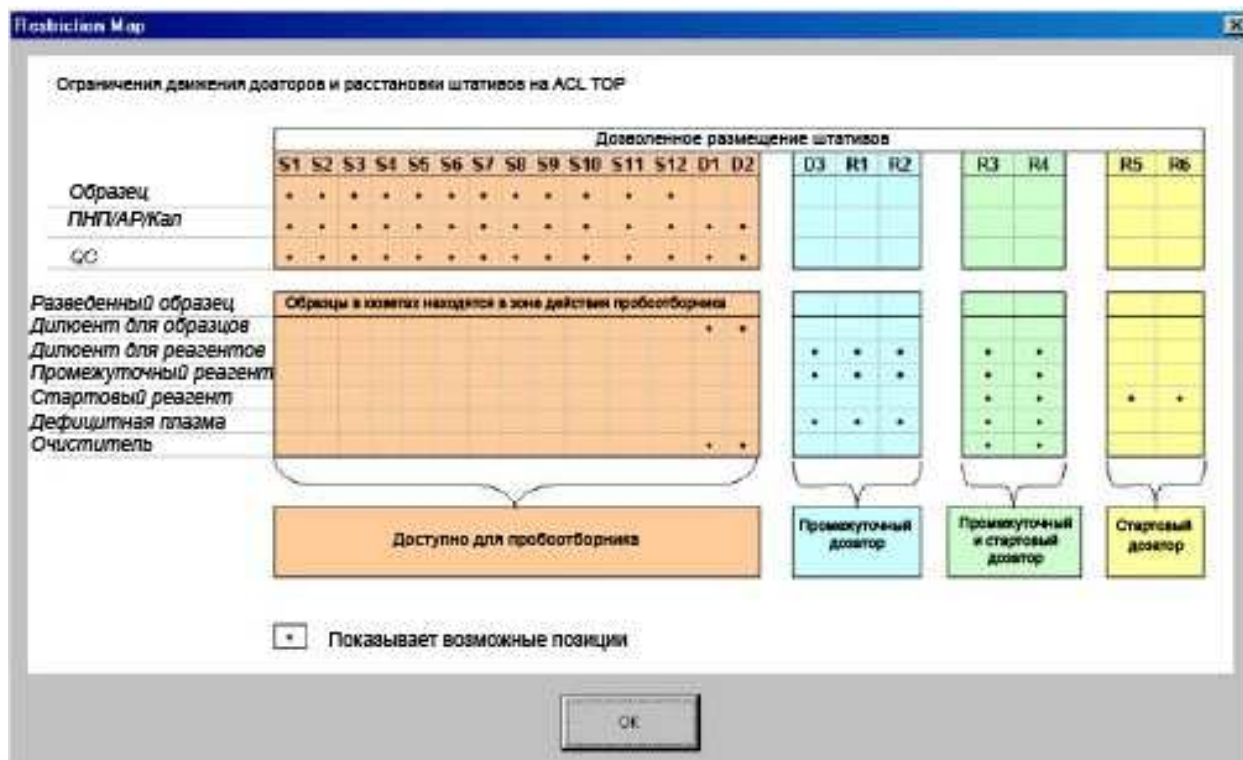 Restriction Map
Ограничения движения доаторов и расстановки штативов на ACL TOP
Дозволенное размещение штативов
S1 S2 S3 S4 S5 S6 S7 S8 S9 S10 S11 S12 D1 D2 D3 R1 R2 R3 R4 R5 R6
Образец
ПНП/АР/Кал
QC
Разведенный образец Образцы в кюветах находятся в зоне действия пробоотборника
Дилюент для образцов
Дилюент для реагентов
Промежуточный реагент
Стартовый реагент
Дефицитная плазма
Очиститель
Доступно для пробоотборника
Промежуточный
дозатор
Промежуточный
и стартовый
дозатор
Стартовый
дозатор
Показывает возможные позиции
OK